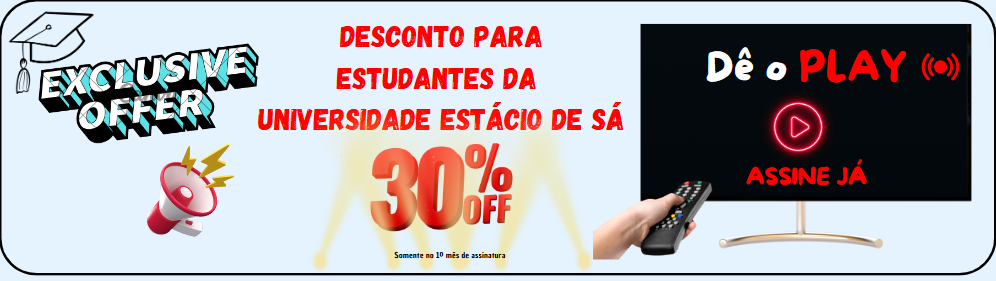 EXCLUSIVE
OFFER
DESCONTO PARA
ESTUDANTES DA
UNIVERSIDADE ESTÁCIO DE SÁ
30%
OFF
Somente no 1º mês de assinatura
Dê o PLAY
ASSINE JÁ